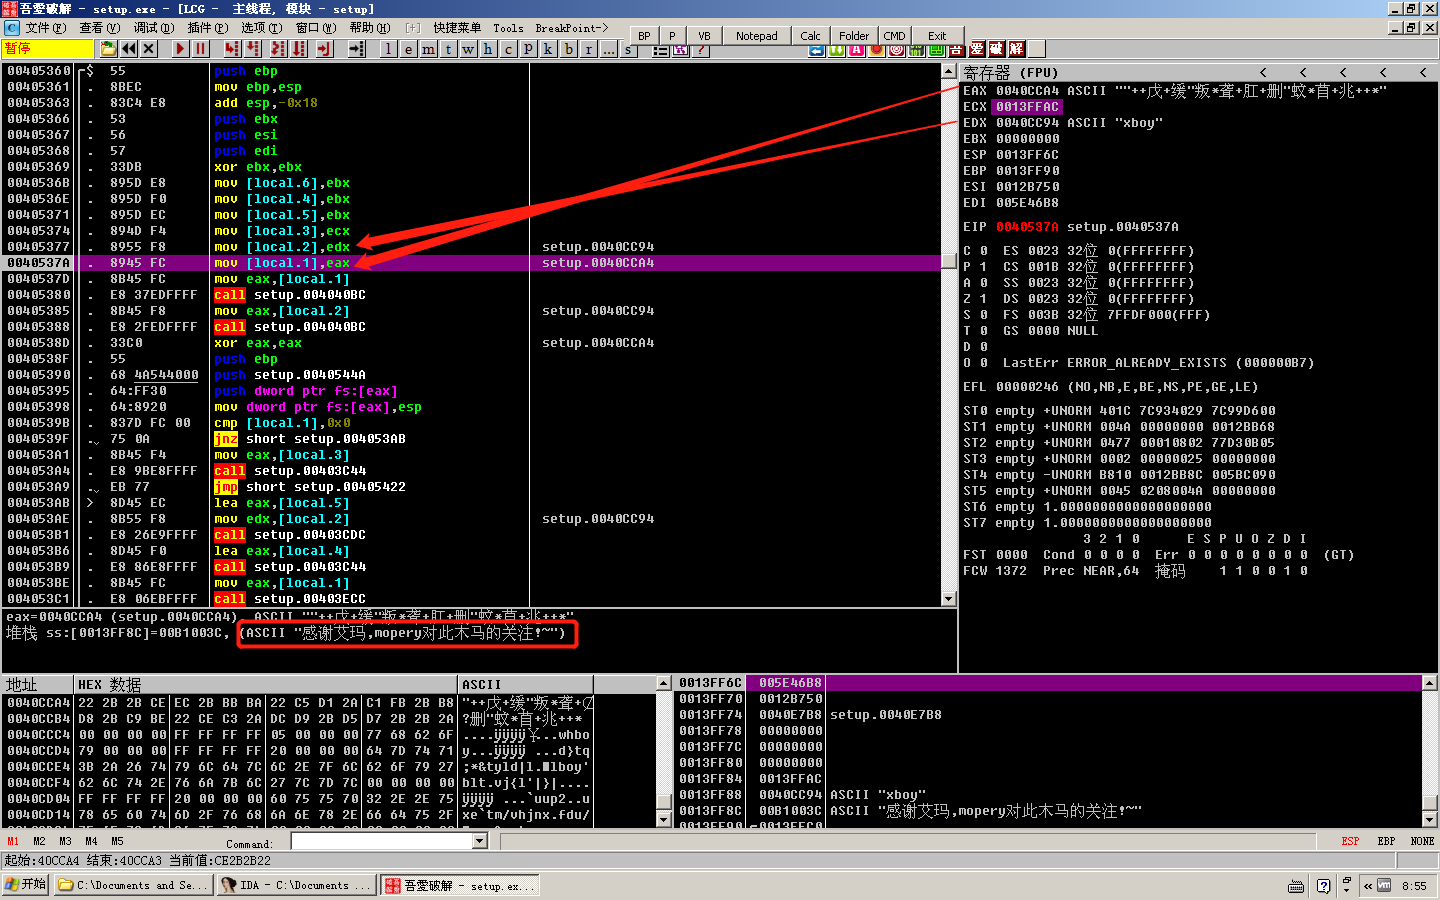 吾爱破解 - setup.exe - [LCG - 主线程, 模块 - setup]
文件(F) 查看(V) 调试(D) 插件(P) 选项(T) 窗口(W) 帮助(H) [+] 快捷菜单 Tools BreakPoint->
BP P VB Notepad Calc Folder CMD Exit
暂停
l e m t w h c p k b r ... s
吾 爱 破 解
00405360 $ 55 push ebp
00405361 . 8BEC mov ebp,esp
00405363 . 83C4 E8 add esp,-0x18
00405366 . 53 push ebx
00405367 . 56 push esi
00405368 . 57 push edi
00405369 . 33DB xor ebx,ebx
0040536B . 895D E8 mov [local.6],ebx
0040536E . 895D F0 mov [local.4],ebx
00405371 . 895D EC mov [local.5],ebx
00405374 . 894D F4 mov [local.3],ecx
00405377 . 8955 F8 mov [local.2],edx setup.0040CC94
0040537A . 8945 FC mov [local.1],eax setup.0040CCA4
0040537D . 8B45 FC mov eax,[local.1]
00405380 . E8 37EDFFFF call setup.004040BC
00405385 . 8B45 F8 mov eax,[local.2] setup.0040CC94
00405388 . E8 2FEDFFFF call setup.004040BC
0040538D . 33C0 xor eax,eax setup.0040CCA4
0040538F . 55 push ebp
00405390 . 68 4A544000 push setup.0040544A
00405395 . 64:FF30 push dword ptr fs:[eax]
00405398 . 64:8920 mov dword ptr fs:[eax],esp
0040539B . 837D FC 00 cmp [local.1],0x0
0040539F . 75 0A jnz short setup.004053AB
004053A1 . 8B45 F4 mov eax,[local.3]
004053A4 . E8 9BE8FFFF call setup.00403C44
004053A9 . EB 77 jmp short setup.00405422
004053AB > 8D45 EC lea eax,[local.5]
004053AE . 8B55 F8 mov edx,[local.2] setup.0040CC94
004053B1 . E8 26E9FFFF call setup.00403CDC
004053B6 . 8D45 F0 lea eax,[local.4]
004053B9 . E8 86E8FFFF call setup.00403C44
004053BE . 8B45 FC mov eax,[local.1]
004053C1 . E8 06EBFFFF call setup.00403ECC
eax=0040CCA4 (setup.0040CCA4), ASCII ""++戊+缓"叛*聋+肛+删"蚊*苜+兆+++*"
堆栈 ss:[0013FF8C]=00B1003C, (ASCII "感谢艾玛,mopery对此木马的关注!~")
寄存器 (FPU) < < < < <
EAX 0040CCA4 ASCII ""++戊+缓"叛*聋+肛+删"蚊*苜+兆+++*"
ECX 0013FFAC
EDX 0040CC94 ASCII "xboy"
EBX 00000000
ESP 0013FF6C
EBP 0013FF90
ESI 0012B750
EDI 005E46B8
EIP 0040537A setup.0040537A
C 0 ES 0023 32位 0(FFFFFFFF)
P 1 CS 001B 32位 0(FFFFFFFF)
A 0 SS 0023 32位 0(FFFFFFFF)
Z 1 DS 0023 32位 0(FFFFFFFF)
S 0 FS 003B 32位 7FFDF000(FFF)
T 0 GS 0000 NULL
D 0
O 0 LastErr ERROR_ALREADY_EXISTS (000000B7)
EFL 00000246 (NO,NB,E,BE,NS,PE,GE,LE)
ST0 empty +UNORM 401C 7C934029 7C99D600
ST1 empty +UNORM 004A 00000000 0012BB68
ST2 empty +UNORM 0477 00010802 77D30B05
ST3 empty +UNORM 0002 00000025 00000000
ST4 empty -UNORM B810 0012BB8C 005BC090
ST5 empty +UNORM 0045 0208004A 00000000
ST6 empty 1.0000000000000000000
ST7 empty 1.0000000000000000000
3 2 1 0 E S P U O Z D I
FST 0000 Cond 0 0 0 0 Err 0 0 0 0 0 0 0 0 (GT)
FCW 1372 Prec NEAR,64 掩码 1 1 0 0 1 0
地址 HEX 数据 ASCII
0040CCA4 22 2B 2B CE EC 2B BB BA 22 C5 D1 2A C1 FB 2B B8 "++戊+缓"叛*聋+
0040CCB4 D8 2B C9 BE 22 CE C3 2A DC CD 9 2B D5 D7 2B 2B 2A ?删"蚊*苜+兆+++*
0040CCC4 00 00 00 00 FF FF FF FF 05 00 00 00 77 68 62 6F ....ÿÿÿÿ...whbo
0040CCD4 79 00 00 00 FF FF FF FF 20 00 00 00 64 7D 74 71 y...ÿÿÿÿ ...d}tq
0040CCE4 3B 2A 26 74 79 6C 64 7C 6C 2E 7F 6C 62 6F 79 27 ;*&tyld|l.lboy'
0040CCF4 62 6C 74 2E 76 6A 7B 6C 27 7C 7D 7C 00 00 00 00 blt.vj{l'|}|....
0040CD04 FF FF FF FF 20 00 00 00 60 75 75 70 32 2E 2E 75 ÿÿÿÿ ...`uup2..u
0040CD14 78 65 60 74 6D 2F 76 68 6A 6E 78 2E 66 64 75 2F xe`tm/vhjnx.fdu/
0013FF6C 005E46B8
0013FF70 0012B750
0013FF74 0040E7B8 setup.0040E7B8
0013FF78 00000000
0013FF7C 00000000
0013FF80 00000000
0013FF84 0013FFAC
0013FF88 0040CC94 ASCII "xboy"
0013FF8C 00B1003C ASCII "感谢艾玛,mopery对此木马的关注!~"
0013FF90 0013FFC0
M1 M2 M3 M4 M5 Command: ESP EBP NONE
起始:40CCA4 结束:40CCA3 当前值:CE2B2B22
开始 C:\Documents and Se... IDA - C:\Documents ... 吾爱破解 - setup.ex... 8:55